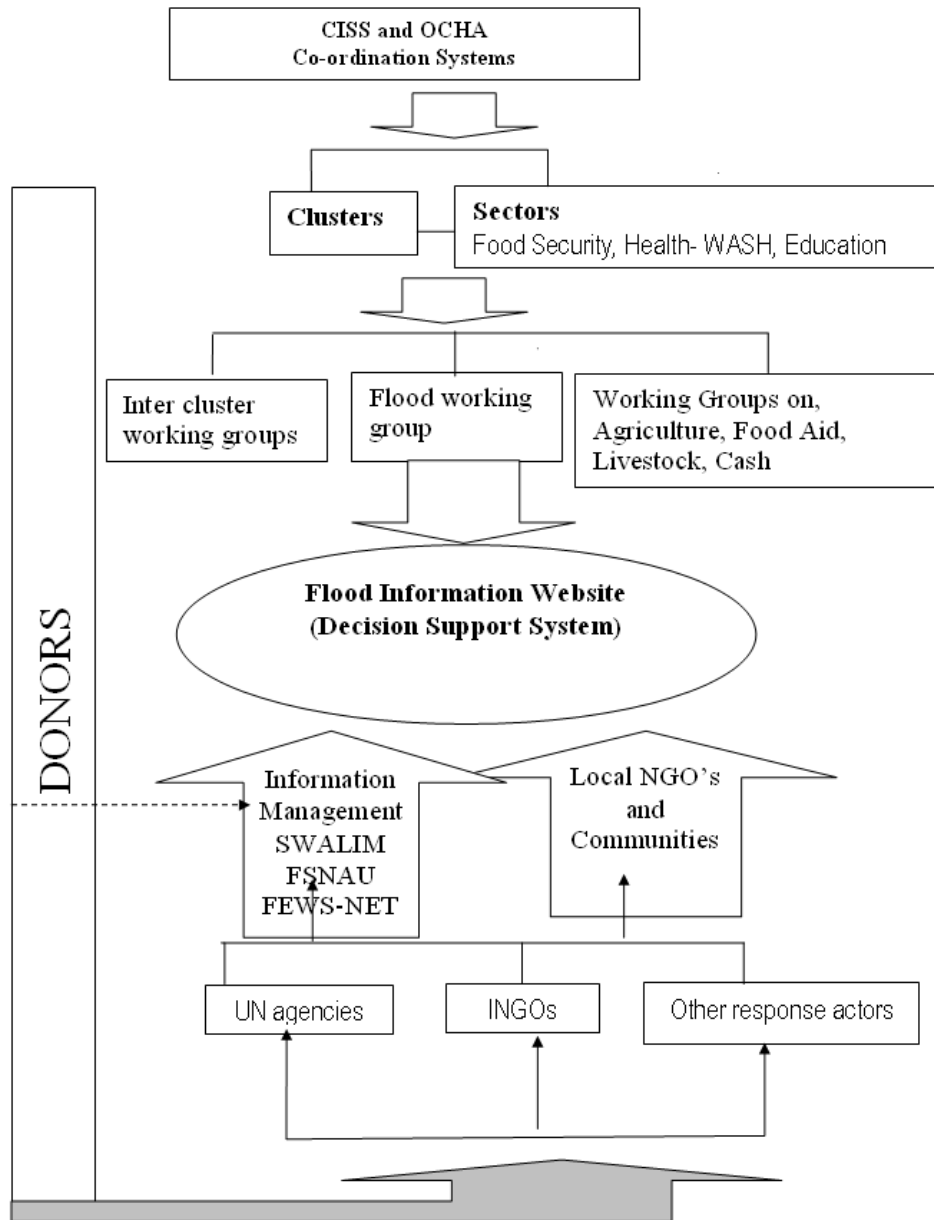 CISS and OCHA
Co-ordination Systems
Clusters
Sectors
Food Security, Health- WASH, Education
Inter cluster
working groups
Flood working
group
Working Groups on,
Agriculture, Food Aid,
Livestock, Cash
Flood Information Website
(Decision Support System)
DONORS
Information
Management
SWALIM
FSNAU
FEWS-NET
Local NGO's
and
Communities
UN agencies
INGOs
Other response actors